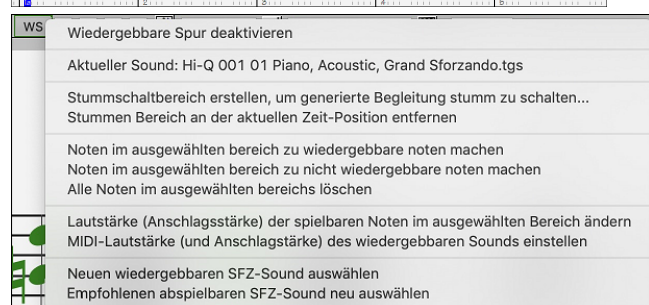 2 3 4 5
WS
Wiedergebbare Spur deaktivieren
Aktueller Sound: Hi-Q 001 01 Piano, Acoustic, Grand Sforzando.tgs
Stummschaltbereich erstellen, um generierte Begleitung stumm zu schalten...
Stummen Bereich an der aktuellen Zeit-Position entfernen
Noten im ausgewählten bereich zu wiedergebbare noten machen
Noten im ausgewählten bereich zu nicht wiedergebbare noten machen
Alle Noten im ausgewählten bereichs löschen
Lautstärke (Anschlagsstärke) der spielbaren Noten im ausgewählten Bereich ändern
MIDI-Lautstärke (und Anschlagstärke) des wiedergebbaren Sounds einstellen
Neuen wiedergebbaren SFZ-Sound auswählen
Empfohlenen abspielbaren SFZ-Sound neu auswählen